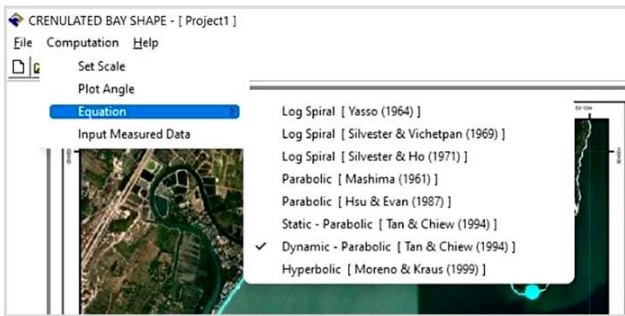 CRENULATED BAY SHAPE - [ Project1 ]
File Computation Help
Set Scale
Plot Angle
Equation
Input Measured Data
Log Spiral [ Yasso (1964) ]
Log Spiral [ Silvester & Vichetpan (1969) ]
Log Spiral [ Silvester & Ho (1971) ]
Parabolic [ Mashima (1961) ]
Parabolic [ Hsu & Evan (1987) ]
Static - Parabolic [ Tan & Chiew (1994) ]
Dynamic - Parabolic [ Tan & Chiew (1994) ]
Hyperbolic [ Moreno & Kraus (1999) ]